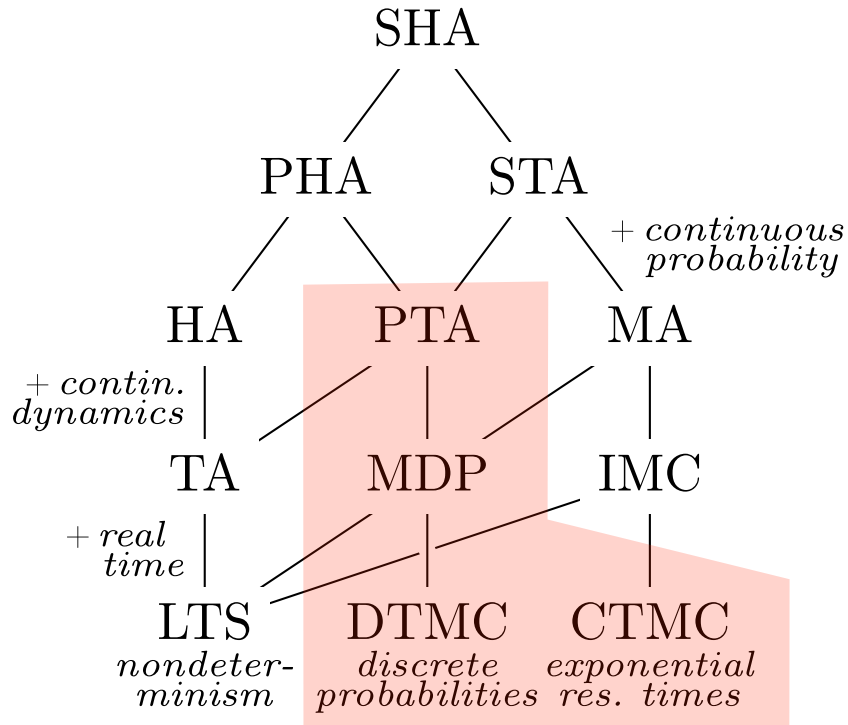 SHA
PHA STA
+ continuous
probability
HA PTA MA
+ contin.
dynamics
TA MDP IMC
+ real
time
LTS DTMC CTMC
nondeter- discrete exponential
minism probabilities res. times